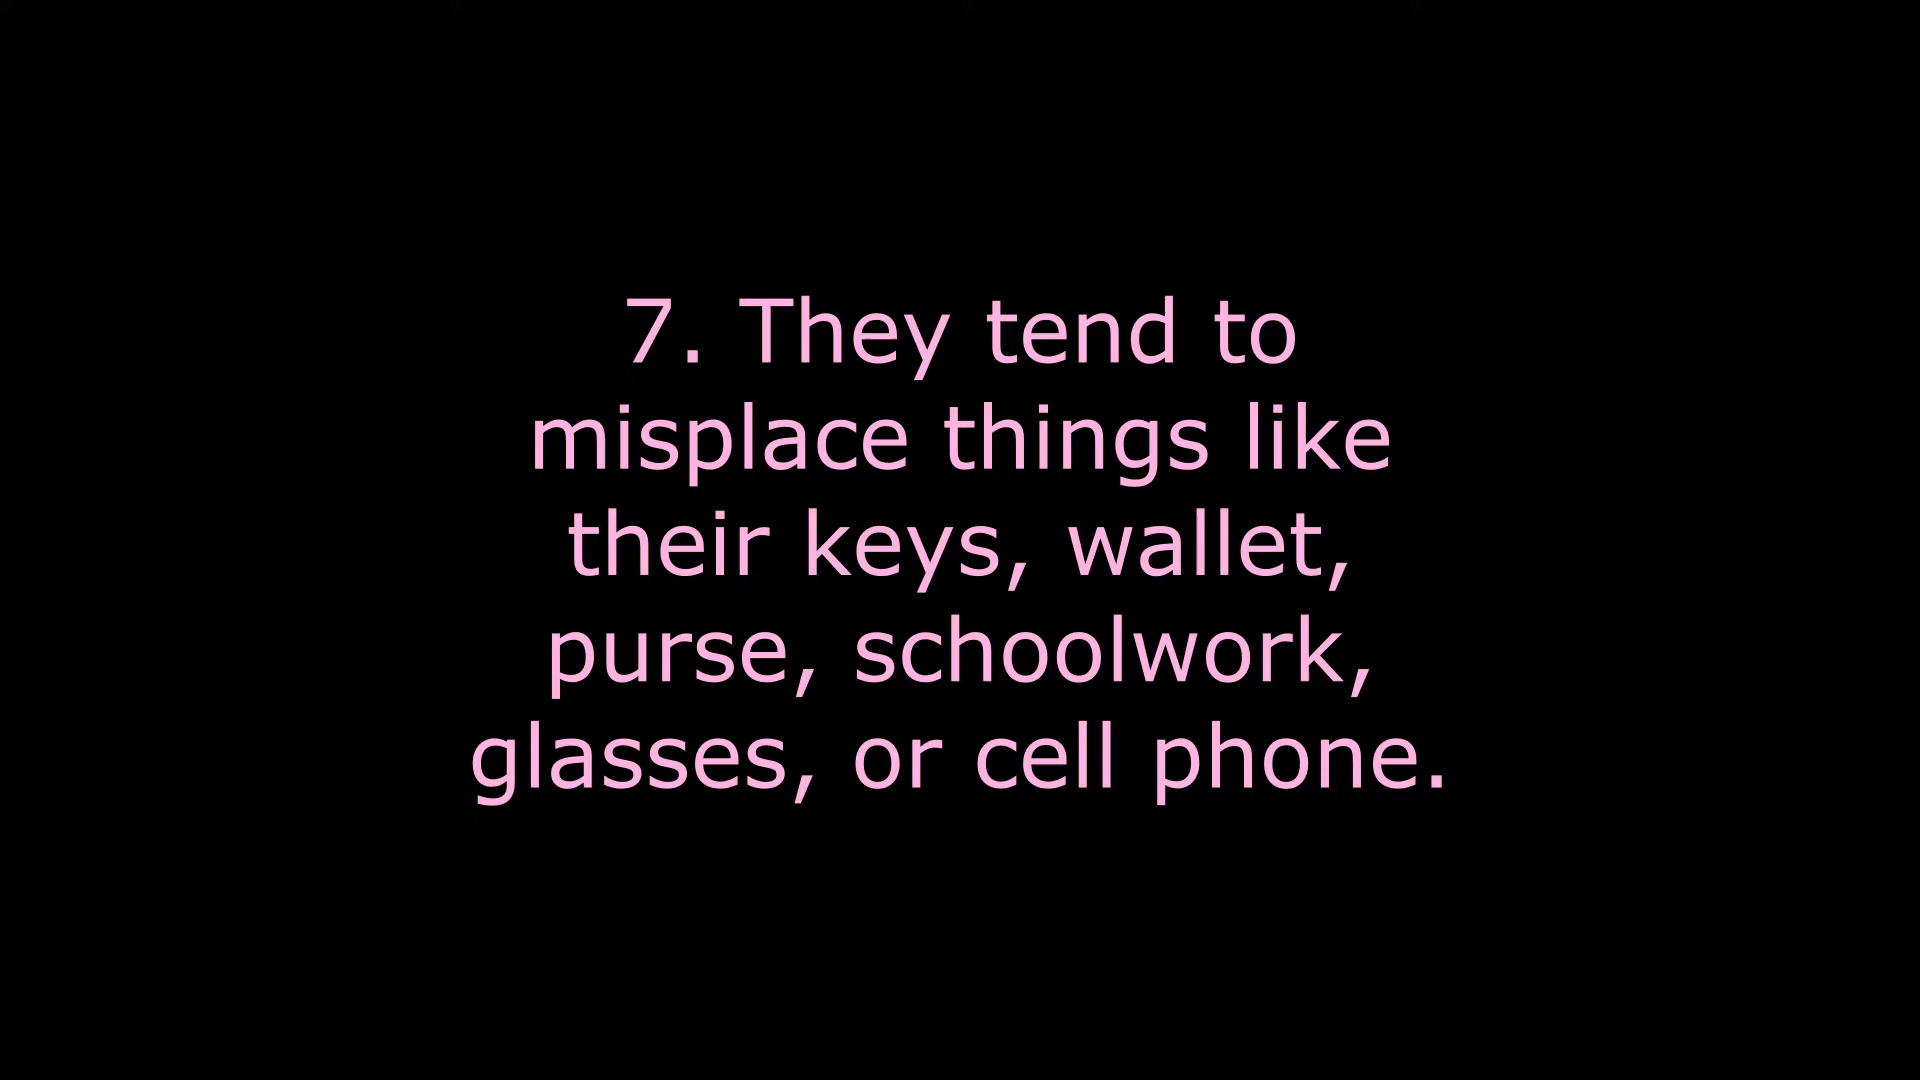 7. They tend to
misplace things like
their keys, wallet,
purse, schoolwork,
glasses, or cell phone.